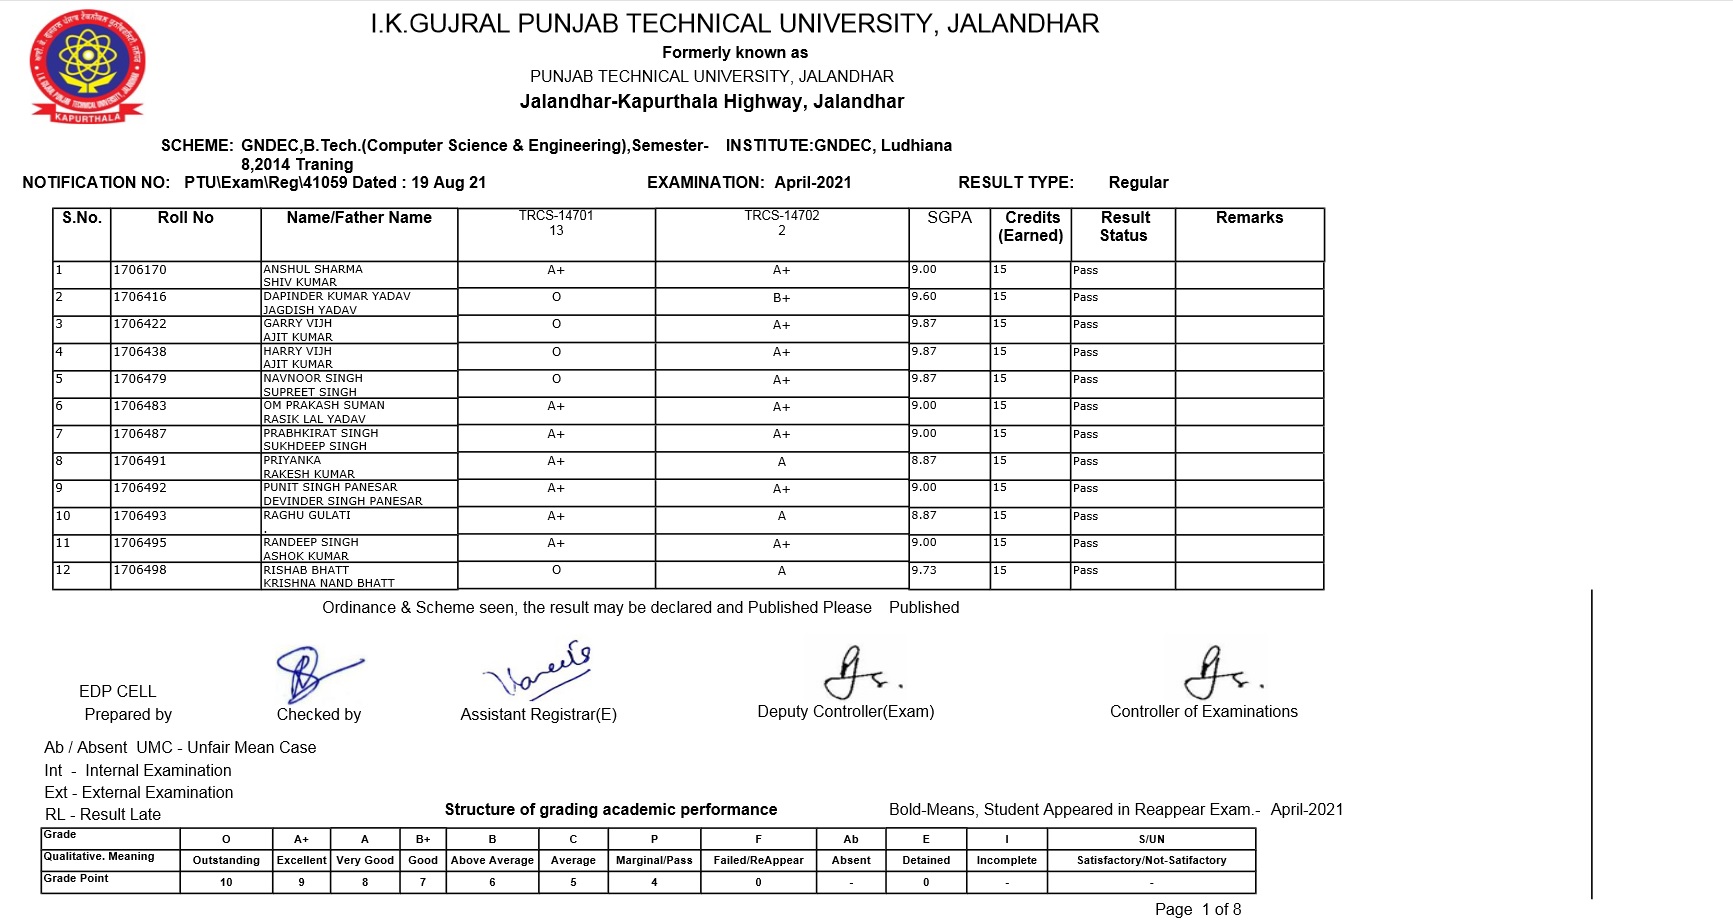 I.K.GUJRAL PUNJAB TECHNICAL UNIVERSITY, JALANDHAR
Formerly known as
PUNJAB TECHNICAL UNIVERSITY, JALANDHAR
Jalandhar-Kapurthala Highway, Jalandhar
KAPURTHALA
SCHEME: GNDEC,B.Tech.(Computer Science & Engineering),Semester- INSTITUTE:GNDEC, Ludhiana
8,2014 Traning
NOTIFICATION NO: PTU\Exam\Reg\41059 Dated : 19 Aug 21 EXAMINATION: April-2021 RESULT TYPE: Regular
S.No. Roll No Name/Father Name TRCS-14701 TRCS-14702 SGPA Credits Result Remarks
13 2 (Earned) Status
1 1706170 ANSHUL SHARMA A+ A+ 9.00 15 Pass
SHIV KUMAR
2 1706416 DAPINDER KUMAR YADAV O B+ 9.60 15 Pass
JAGDISH YADAV
3 1706422 GARRY VIJH O A+ 9.87 15 Pass
AJIT KUMAR
4 1706438 HARRY VIJH O A+ 9.87 15 Pass
AJIT KUMAR
5 1706479 NAVNOOR SINGH O A+ 9.87 15 Pass
SUPREET SINGH
6 1706483 OM PRAKASH SUMAN A+ A+ 9.00 15 Pass
RASIK LAL YADAV
7 1706487 PRABHKIRAT SINGH A+ A+ 9.00 15 Pass
SUKHDEEP SINGH
8 1706491 PRIYANKA A+ A 8.87 15 Pass
RAKESH KUMAR
9 1706492 PUNIT SINGH PANESAR A+ A+ 9.00 15 Pass
DEVINDER SINGH PANESAR
10 1706493 RAGHU GULATI A+ A 8.87 15 Pass
.
11 1706495 RANDEEP SINGH A+ A+ 9.00 15 Pass
ASHOK KUMAR
12 1706498 RISHAB BHATT O A 9.73 15 Pass
KRISHNA NAND BHATT
Ordinance & Scheme seen, the result may be declared and Published Please Published
EDP CELL
Prepared by Checked by Assistant Registrar(E) Deputy Controller(Exam) Controller of Examinations
Ab / Absent UMC - Unfair Mean Case
Int - Internal Examination
Ext - External Examination
RL - Result Late
Structure of grading academic performance Bold-Means, Student Appeared in Reappear Exam.- April-2021
Grade O A+ A B+ B C P F Ab E I S/UN
Qualitative. Meaning Outstanding Excellent Very Good Good Above Average Average Marginal/Pass Failed/ReAppear Absent Detained Incomplete Satisfactory/Not-Satifactory
Grade Point 10 9 8 7 6 5 4 0 - 0 - -
Page 1 of 8